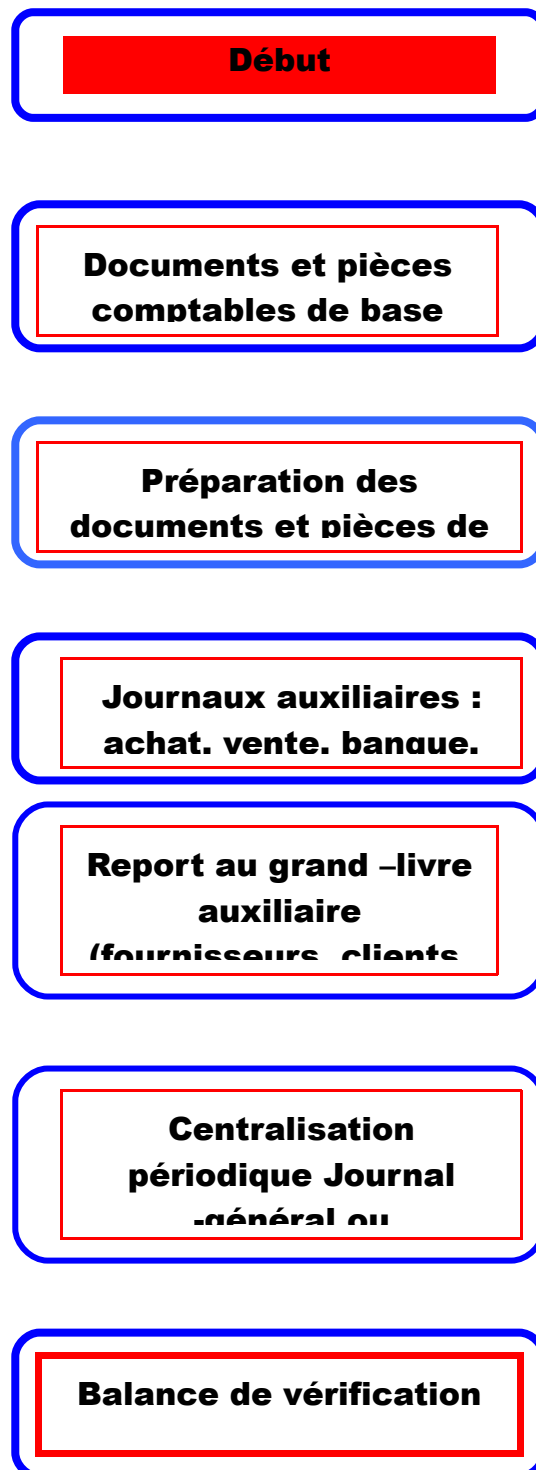 Début
Documents et pièces
comptables de base
Préparation des
documents et pièces de
Journaux auxiliaires :
achat, vente, banque,
Report au grand –livre
auxiliaire
(fournisseurs, clients
Centralisation
périodique Journal
-général ou
Balance de vérification